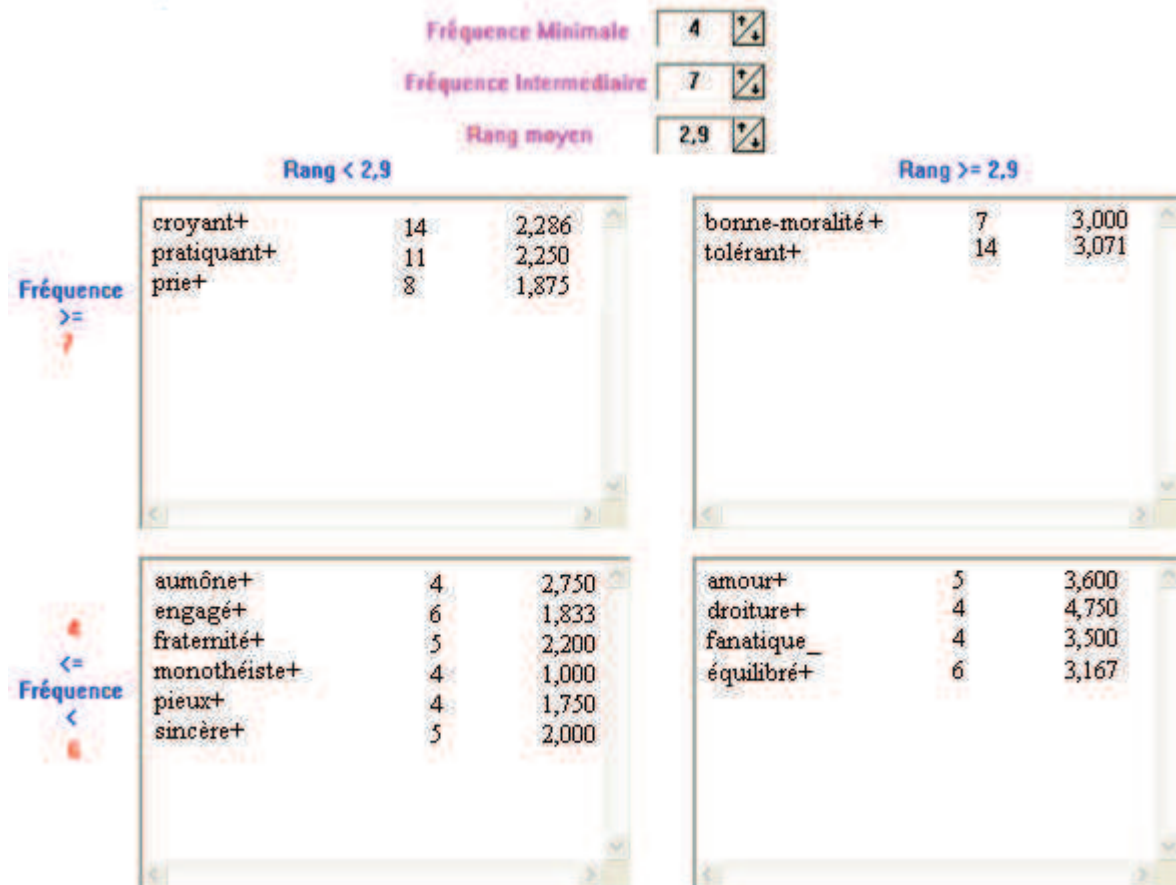 Fréquence Minimale 4
Fréquence Intermédiaire 7
Rang moyen 2,9
Rang < 2,9
Rang >= 2,9
Fréquence
>=
7
croyant+ 14 2,286
pratiquant+ 11 2,250
prie+ 8 1,875
bonne-moralité+ 7 3,000
tolérant+ 14 3,071
4
<=
Fréquence
<
6
aumône+ 4 2,750
engagé+ 6 1,833
fraternité+ 5 2,200
monothéiste+ 4 1,000
pieux+ 4 1,750
sincère+ 5 2,000
amour+ 5 3,600
droiture+ 4 4,750
fanatique_ 4 3,500
équilibré+ 6 3,167